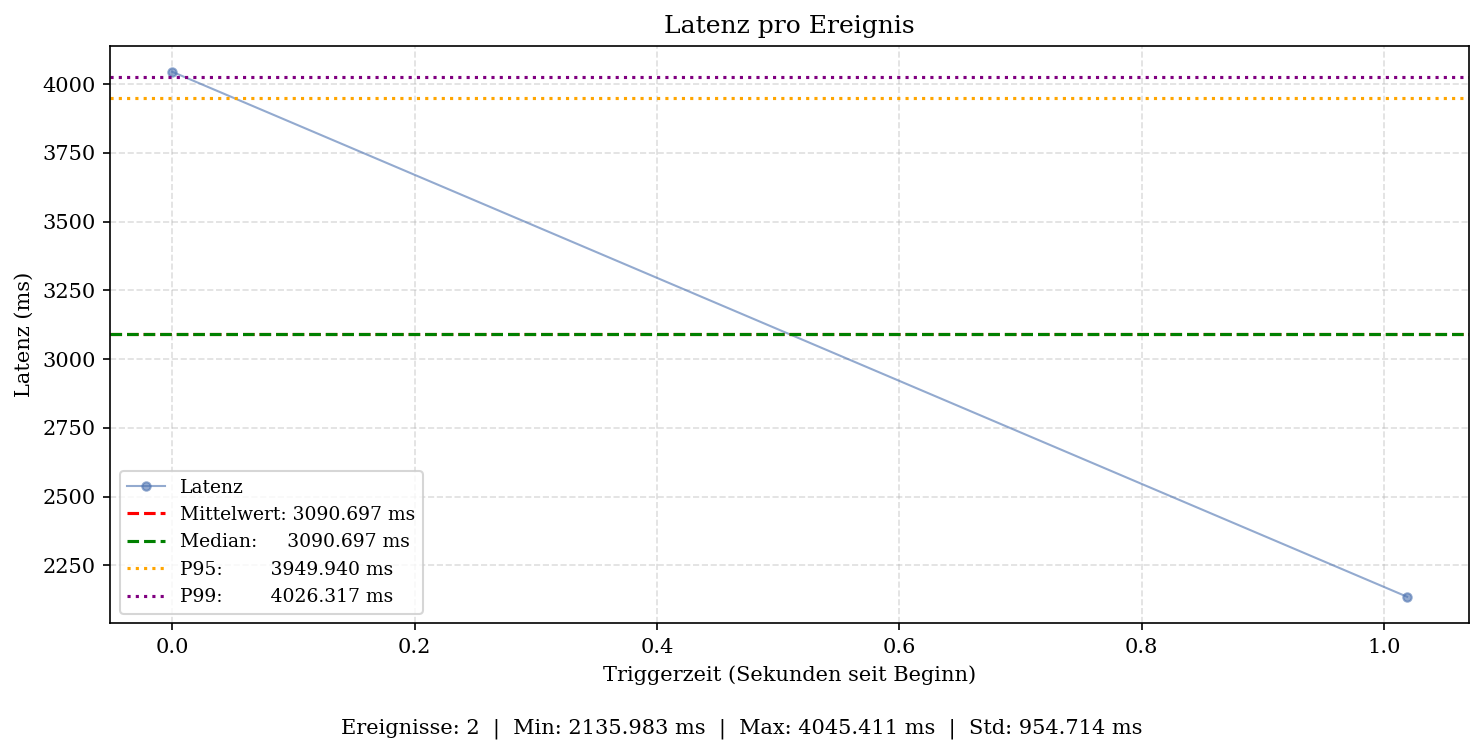 Latenz pro Ereignis
Latenz (ms)
4000
3750
3500
3250
3000
2750
2500
2250
Latenz
Mittelwert: 3090.697 ms
Median: 3090.697 ms
P95: 3949.940 ms
P99: 4026.317 ms
0.0 0.2 0.4 0.6 0.8 1.0
Triggerzeit (Sekunden seit Beginn)
Ereignisse: 2 | Min: 2135.983 ms | Max: 4045.411 ms | Std: 954.714 ms